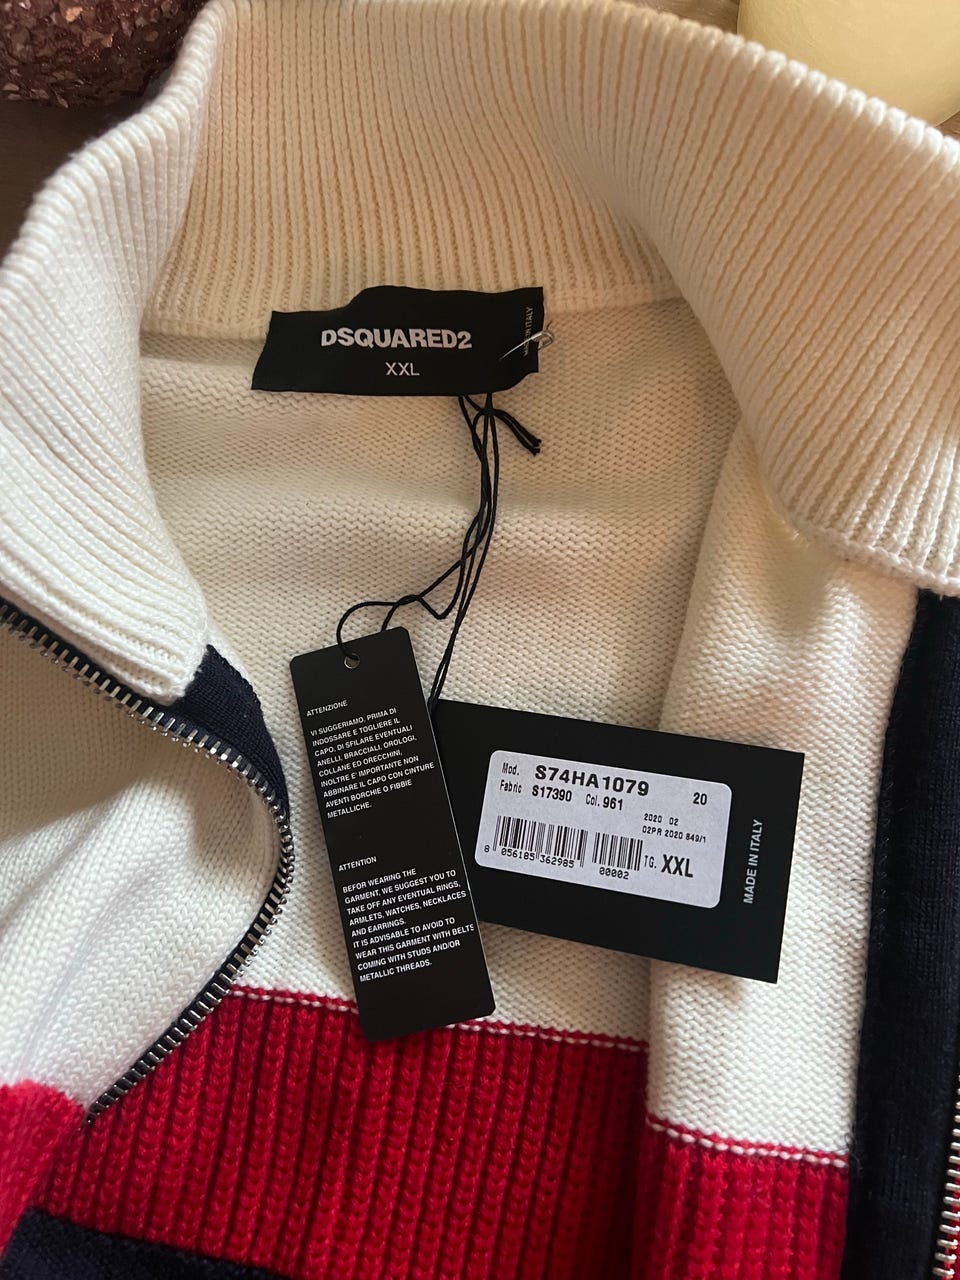 DSQUARED2
XXL
MADE IN ITALY
ATTENZIONE
VI SUGGERIAMO, PRIMA DI
INDOSSARE E TOGLIERE IL
CAPO, DI SFILARE EVENTUALI
ANELLI, BRACCIALI, OROLOGI,
COLLANE ED ORECCHINI.
INOLTRE E' IMPORTANTE NON
ABBINARE IL CAPO CON CINTURE
AVENTI BORCHIE O FIBBIE
METALLICHE.
ATTENTION
BEFOR WEARING THE
GARMENT, WE SUGGEST YOU TO
TAKE OFF ANY EVENTUAL RINGS,
ARMLETS, WATCHES, NECKLACES
AND EARRINGS.
IT IS ADVISABLE TO AVOID TO
WEAR THIS GARMENT WITH BELTS
COMING WITH STUDS AND/OR
METALLIC THREADS.
Mod. S74HA1079 20
Fabric S17390 Col. 961
2020 02
02PR 2020 849/1
8 056185 362985
00002
TG. XXL
MADE IN ITALY